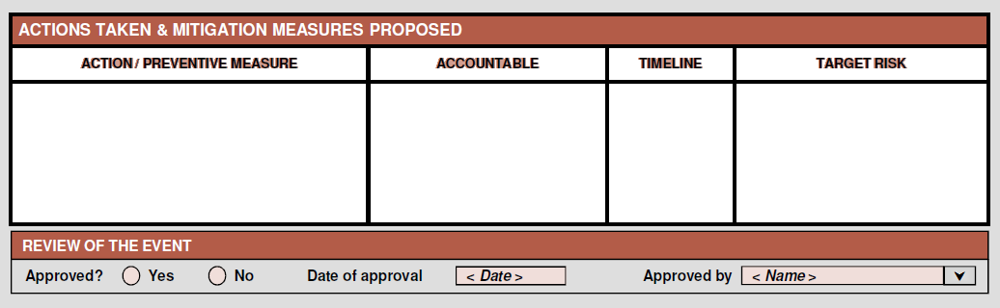 ACTIONS TAKEN & MITIGATION MEASURES PROPOSED
ACTION / PREVENTIVE MEASURE ACCOUNTABLE TIMELINE TARGET RISK
REVIEW OF THE EVENT
Approved? Yes No Date of approval < Date > Approved by < Name >